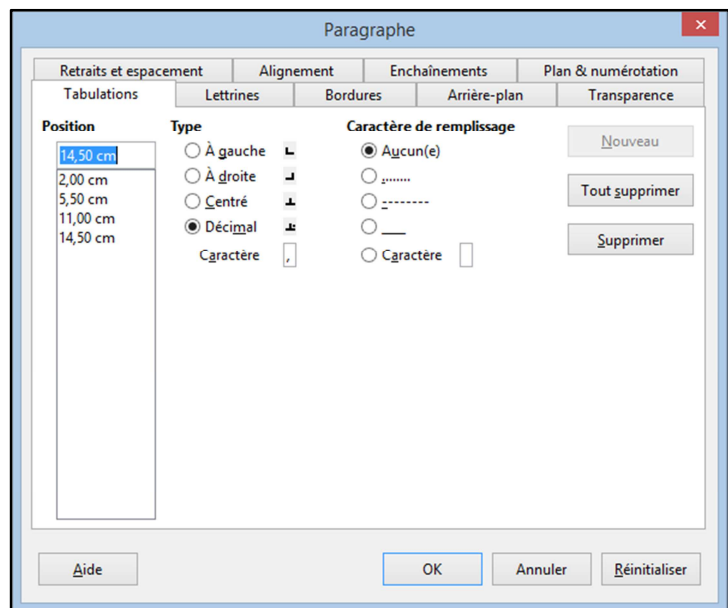 Paragraphe
Retraits et espacement Alignement Enchaînements Plan & numérotation
Tabulations Lettrines Bordures Arrière-plan Transparence
Position Type Caractère de remplissage
14,50 cm À gauche Aucun(e) Nouveau
2,00 cm À droite ........
5,50 cm Centré -------- Tout supprimer
11,00 cm Décimal ___
14,50 cm Supprimer
Caractère , Caractère
Aide OK Annuler Réinitialiser